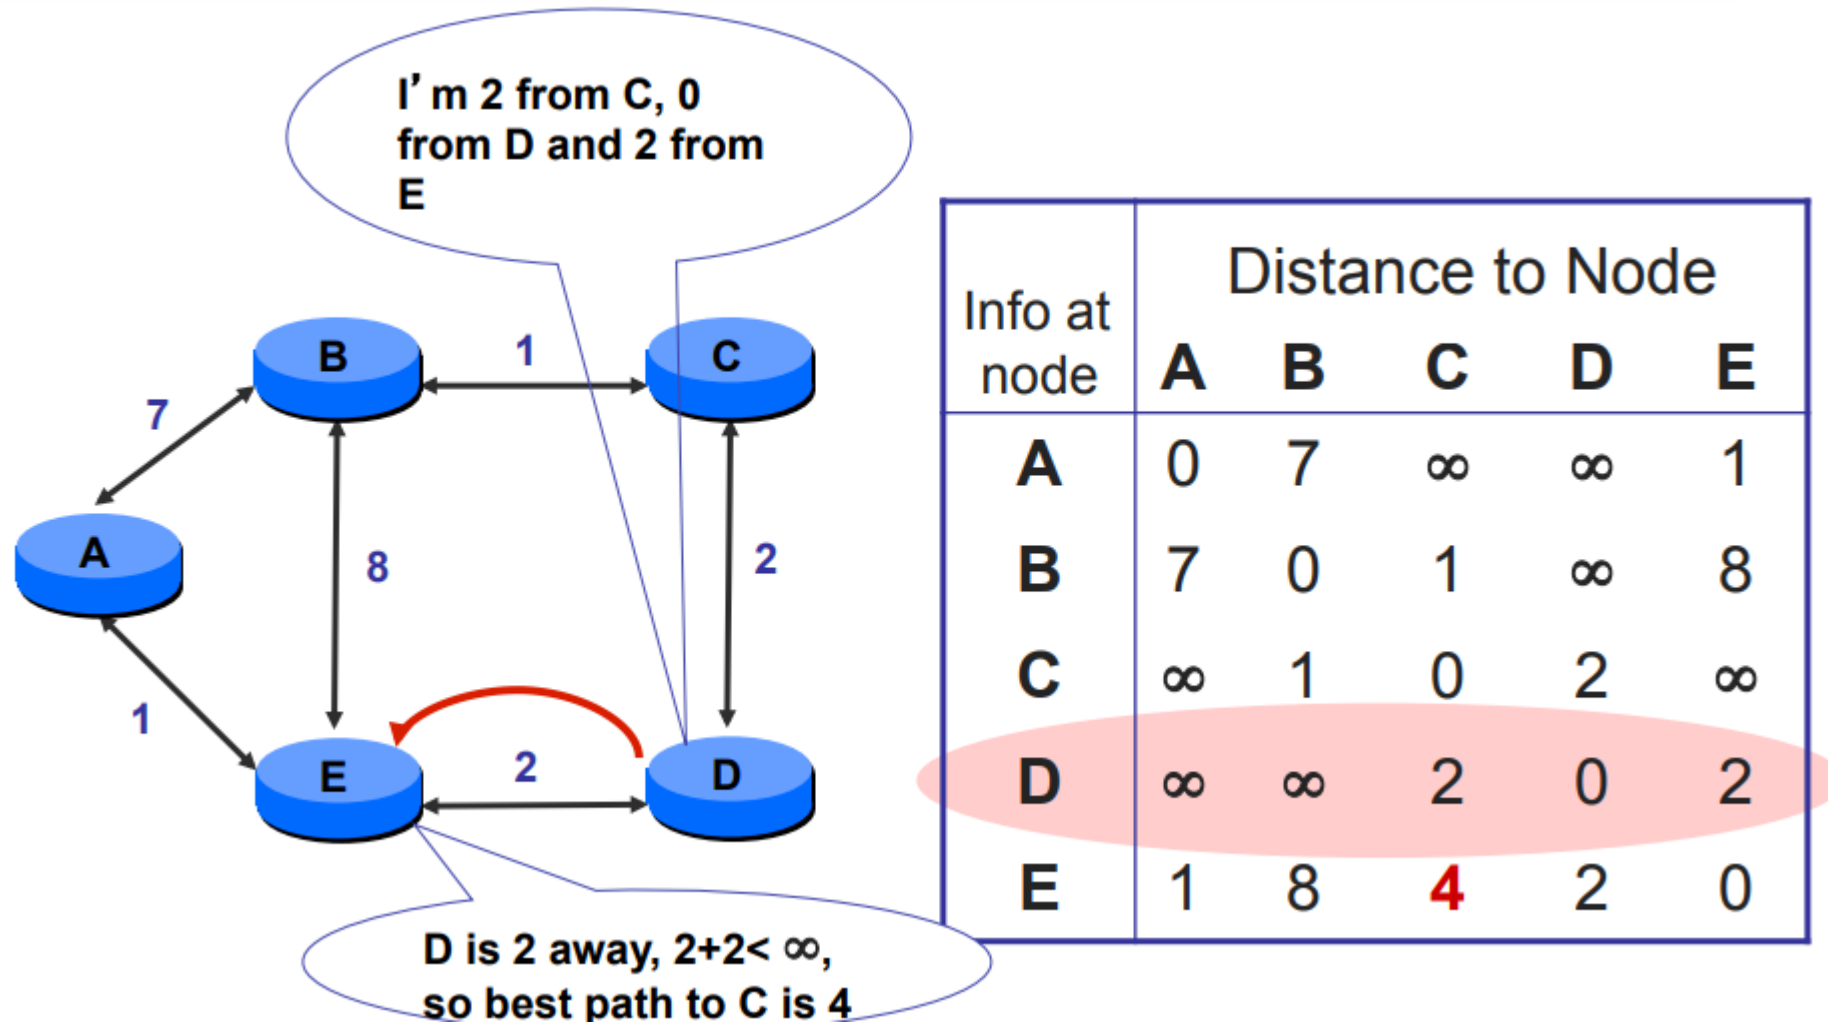 I’m 2 from C, 0
from D and 2 from
E
B
1
C
7
A
8
2
1
E
2
D
D is 2 away, 2+2< ∞,
so best path to C is 4
Info at
node
Distance to Node
A B C D E
A 0 7 ∞ ∞ 1
B 7 0 1 ∞ 8
C ∞ 1 0 2 ∞
D ∞ ∞ 2 0 2
E 1 8 4 2 0